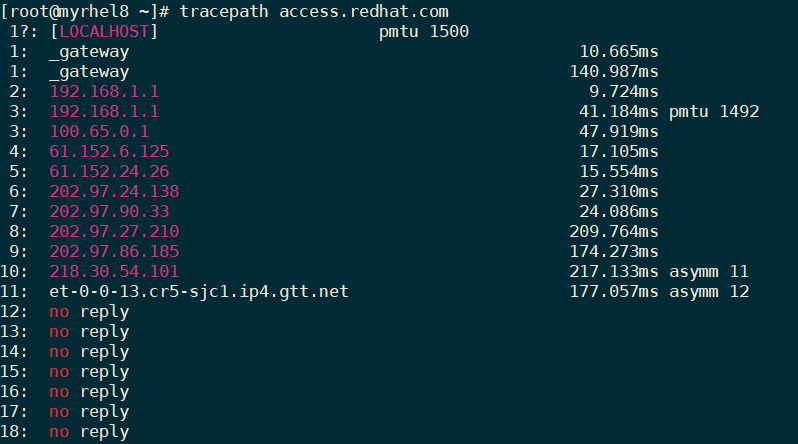 [root@myrhel8 ~]# tracepath access.redhat.com
1?: [LOCALHOST] pmtu 1500
1: _gateway 10.665ms
1: _gateway 140.987ms
2: 192.168.1.1 9.724ms
3: 192.168.1.1 41.184ms pmtu 1492
3: 100.65.0.1 47.919ms
4: 61.152.6.125 17.105ms
5: 61.152.24.26 15.554ms
6: 202.97.24.138 27.310ms
7: 202.97.90.33 24.086ms
8: 202.97.27.210 209.764ms
9: 202.97.86.185 174.273ms
10: 218.30.54.101 217.133ms asymm 11
11: et-0-0-13.cr5-sjc1.ip4.gtt.net 177.057ms asymm 12
12: no reply
13: no reply
14: no reply
15: no reply
16: no reply
17: no reply
18: no reply